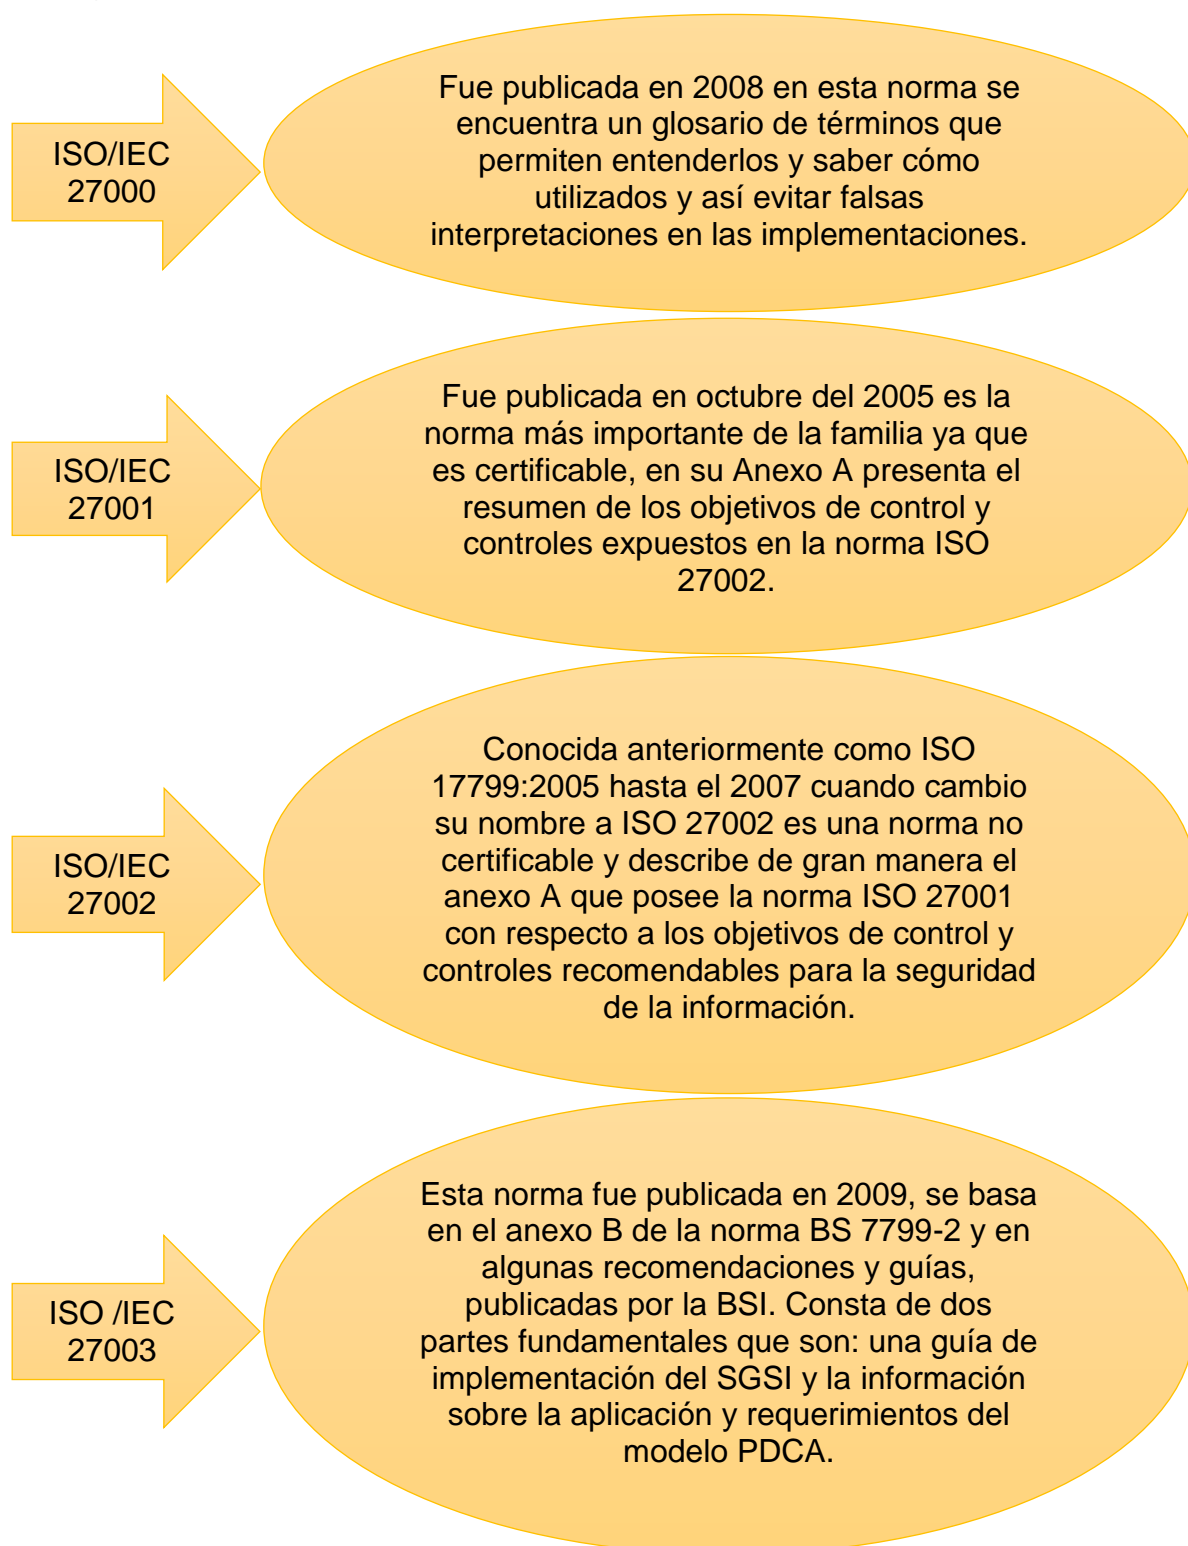 ISO/IEC
27000
Fue publicada en 2008 en esta norma se
encuentra un glosario de términos que
permiten entenderlos y saber cómo
utilizados y así evitar falsas
interpretaciones en las implementaciones.
ISO/IEC
27001
Fue publicada en octubre del 2005 es la
norma más importante de la familia ya que
es certificable, en su Anexo A presenta el
resumen de los objetivos de control y
controles expuestos en la norma ISO
27002.
ISO/IEC
27002
Conocida anteriormente como ISO
17799:2005 hasta el 2007 cuando cambio
su nombre a ISO 27002 es una norma no
certificable y describe de gran manera el
anexo A que posee la norma ISO 27001
con respecto a los objetivos de control y
controles recomendables para la seguridad
de la información.
ISO /IEC
27003
Esta norma fue publicada en 2009, se basa
en el anexo B de la norma BS 7799-2 y en
algunas recomendaciones y guías,
publicadas por la BSI. Consta de dos
partes fundamentales que son: una guía de
implementación del SGSI y la información
sobre la aplicación y requerimientos del
modelo PDCA.